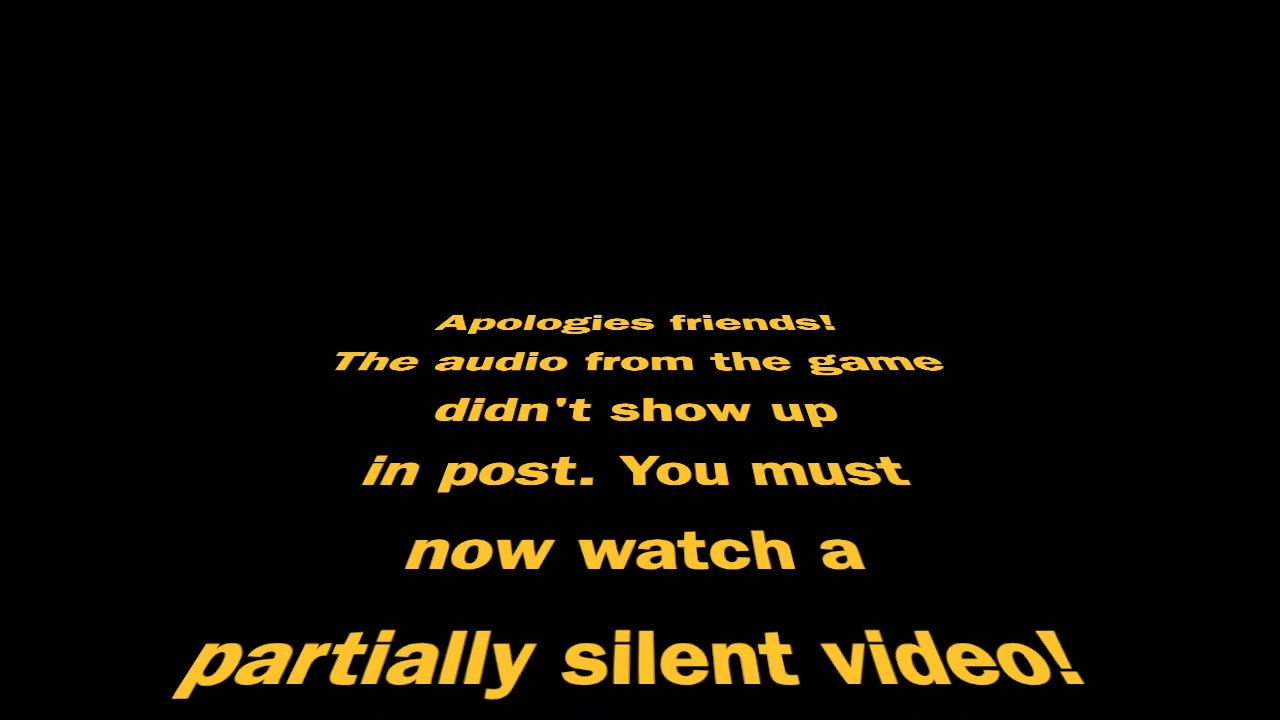 Apologies friends!
The audio from the game
didn't show up
in post. You must
now watch a
partially silent video!